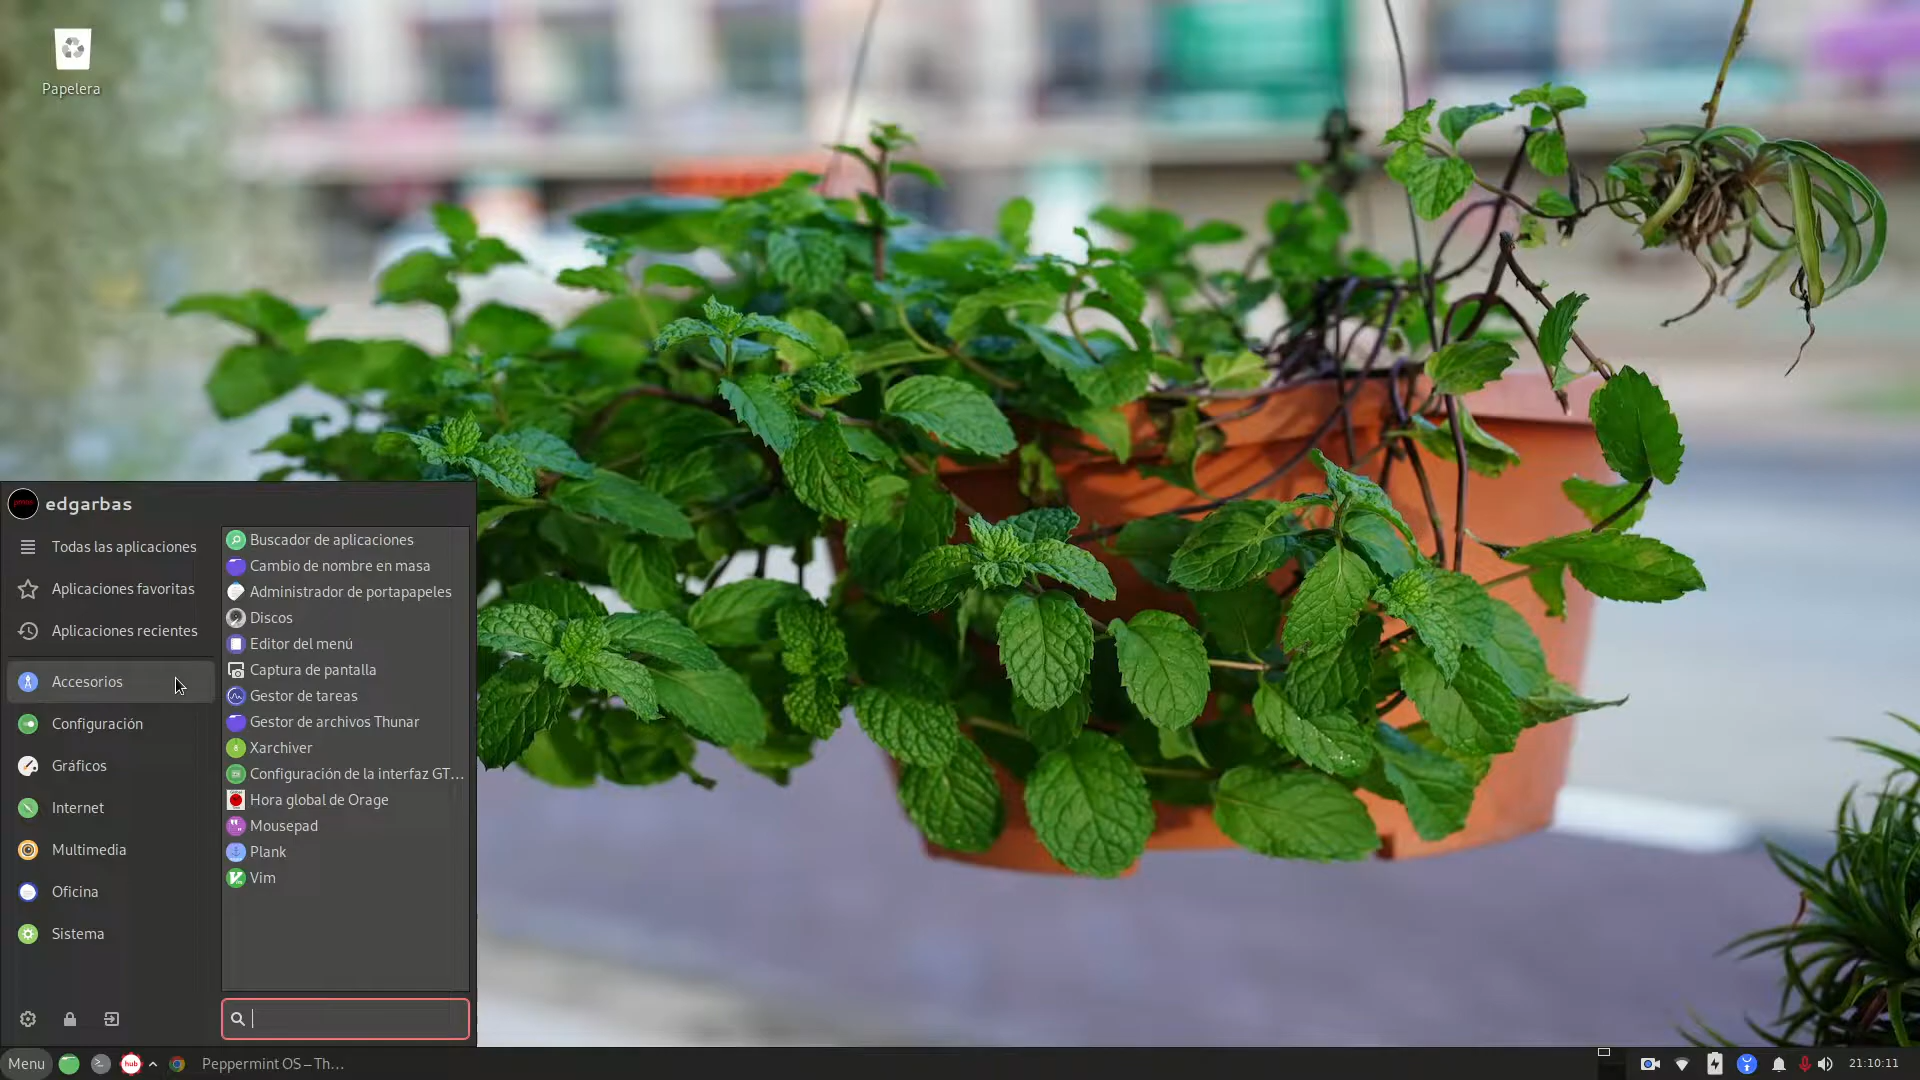 Papelera
edgarbas
Todas las aplicaciones
Aplicaciones favoritas
Aplicaciones recientes
Accesorios
Configuración
Gráficos
Internet
Multimedia
Oficina
Sistema
Buscador de aplicaciones
Cambio de nombre en masa
Administrador de portapapeles
Discos
Editor del menú
Captura de pantalla
Gestor de tareas
Gestor de archivos Thunar
Xarchiver
Configuración de la interfaz GT...
Hora global de Orage
Mousepad
Plank
Vim
Menu
hub
Peppermint OS – Th...
21:10:11